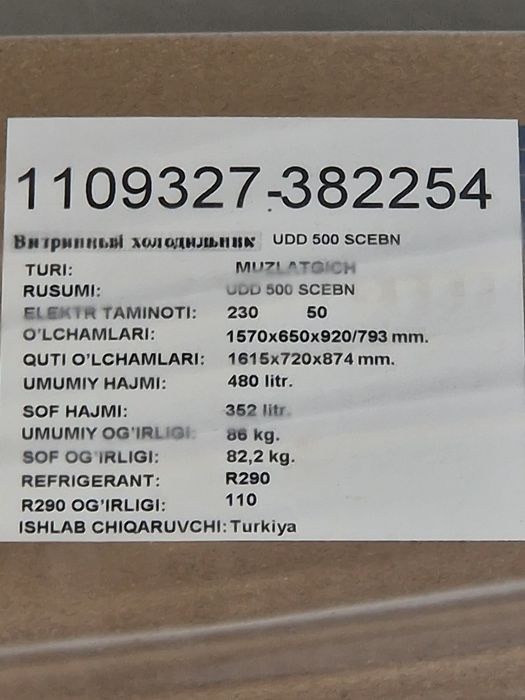 1109327-382254
Витринный холодильник UDD 500 SCEBN
TURI: MUZLATGICH
RUSUMI: UDD 500 SCEBN
ELEKTR TAMINOTI: 230 50
O'LCHAMLARI: 1570x650x920/793 mm.
QUTI O'LCHAMLARI: 1615x720x874 mm.
UMUMIY HAJMI: 480 litr.
SOF HAJMI: 352 litr.
UMUMIY OG'IRLIGI: 86 kg.
SOF OG'IRLIGI: 82,2 kg.
REFRIGERANT: R290
R290 OG'IRLIGI: 110
ISHLAB CHIQARUVCHI: Turkiya